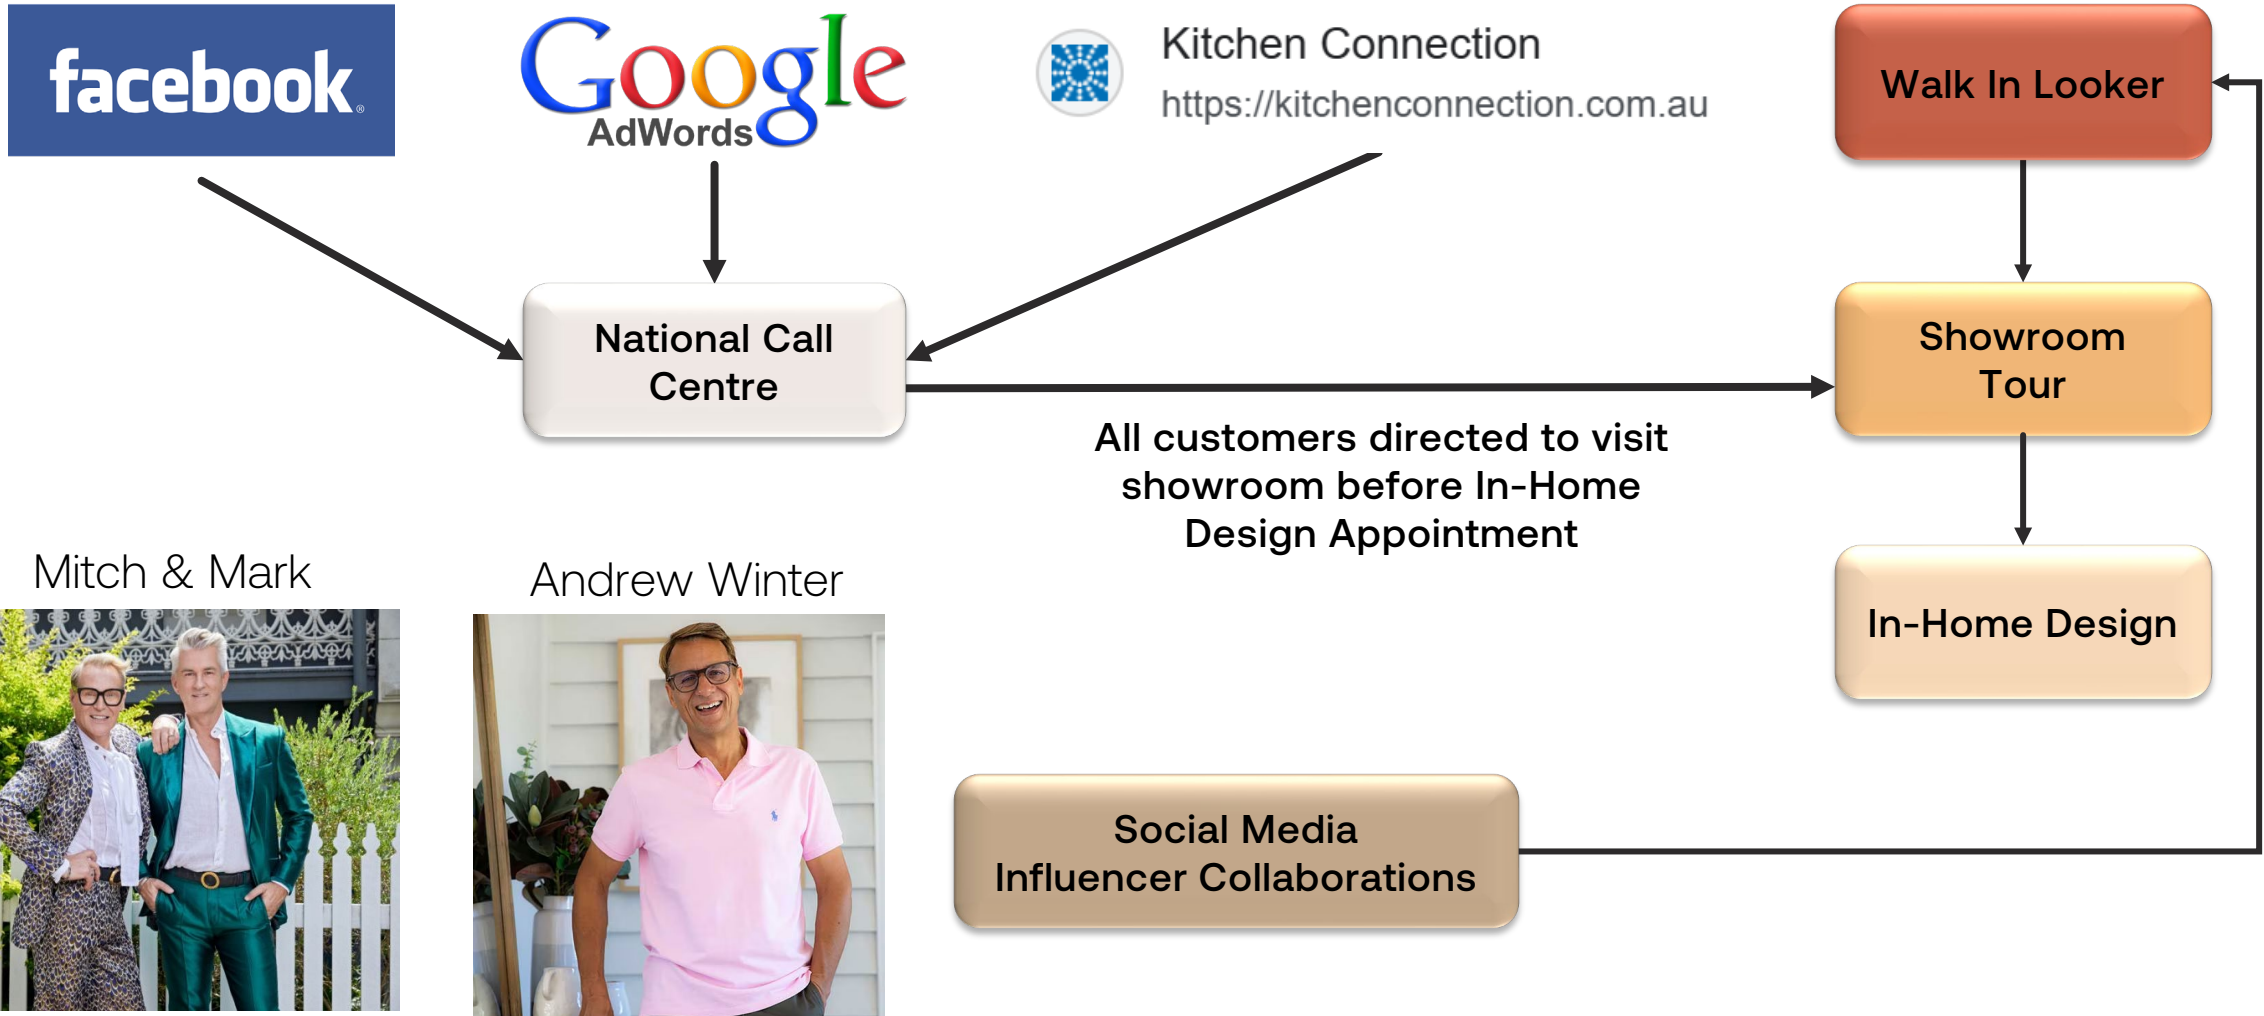 facebook®
Google
AdWords
Kitchen Connection
https://kitchenconnection.com.au
Walk In Looker
National Call
Centre
Showroom
Tour
All customers directed to visit
showroom before In-Home
Design Appointment
In-Home Design
Mitch & Mark
Andrew Winter
Social Media
Influencer Collaborations